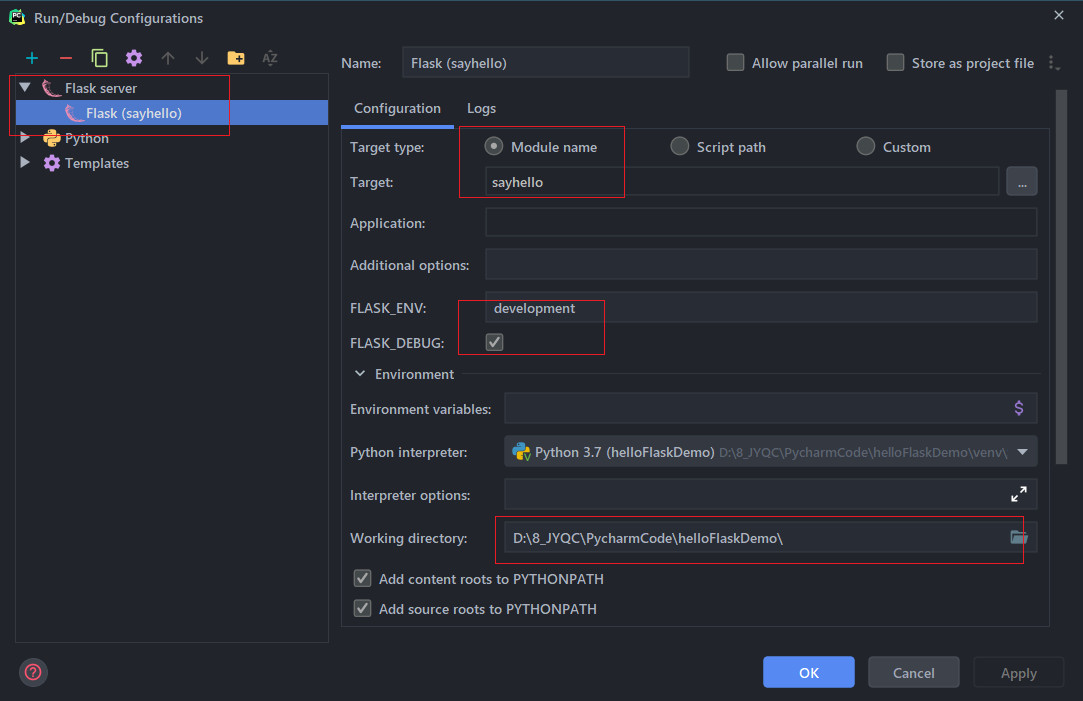 Run/Debug Configurations
Name: Flask (sayhello) Allow parallel run Store as project file
Flask server
Flask (sayhello)
Python
Templates
Configuration Logs
Target type: Module name Script path Custom
Target: sayhello ...
Application:
Additional options:
FLASK_ENV: development
FLASK_DEBUG:
Environment
Environment variables: $
Python interpreter: Python 3.7 (helloFlaskDemo) D:\8_JYQC\PycharmCode\helloFlaskDemo\venv\
Interpreter options:
Working directory: D:\8_JYQC\PycharmCode\helloFlaskDemo\
Add content roots to PYTHONPATH
Add source roots to PYTHONPATH
? OK Cancel Apply